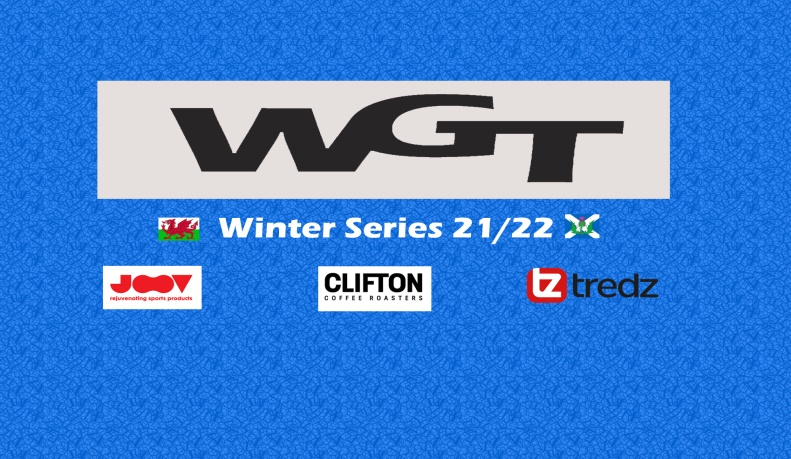 WGT
Winter Series 21/22
JOOV
rejuvenating sports products
CLIFTON
COFFEE ROASTERS
tz tredz